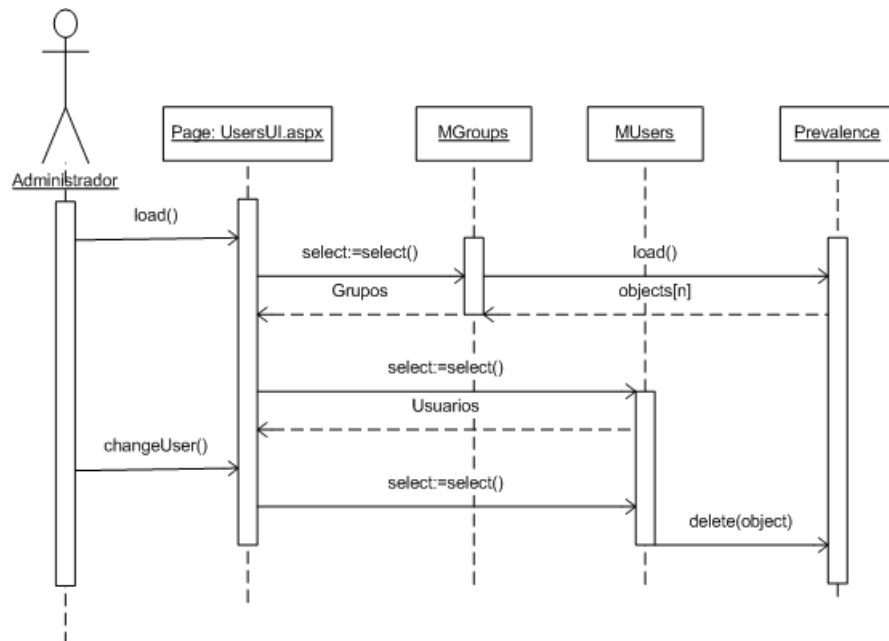 Page: UsersUI.aspx
MGroups
MUsers
Prevalence
Administrador
load()
select:=select()
load()
Grupos
objects[n]
select:=select()
Usuarios
changeUser()
select:=select()
delete(object)